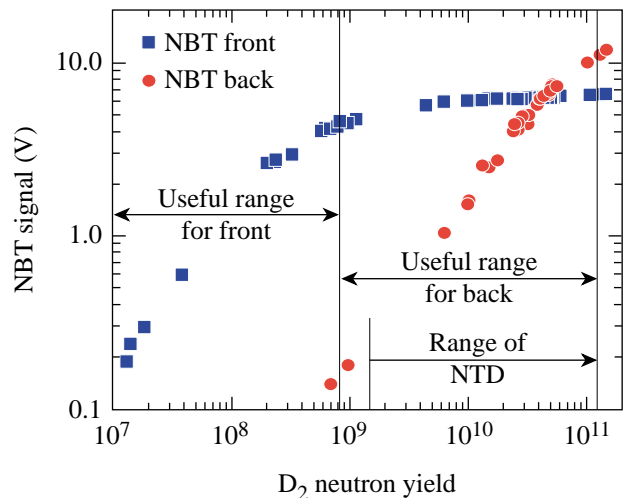 NBT front
NBT back
10.0
1.0
0.1
NBT signal (V)
Useful range
for front
Useful range
for back
Range of
NTD
10⁷
10⁸
10⁹
10¹⁰
10¹¹
D₂ neutron yield